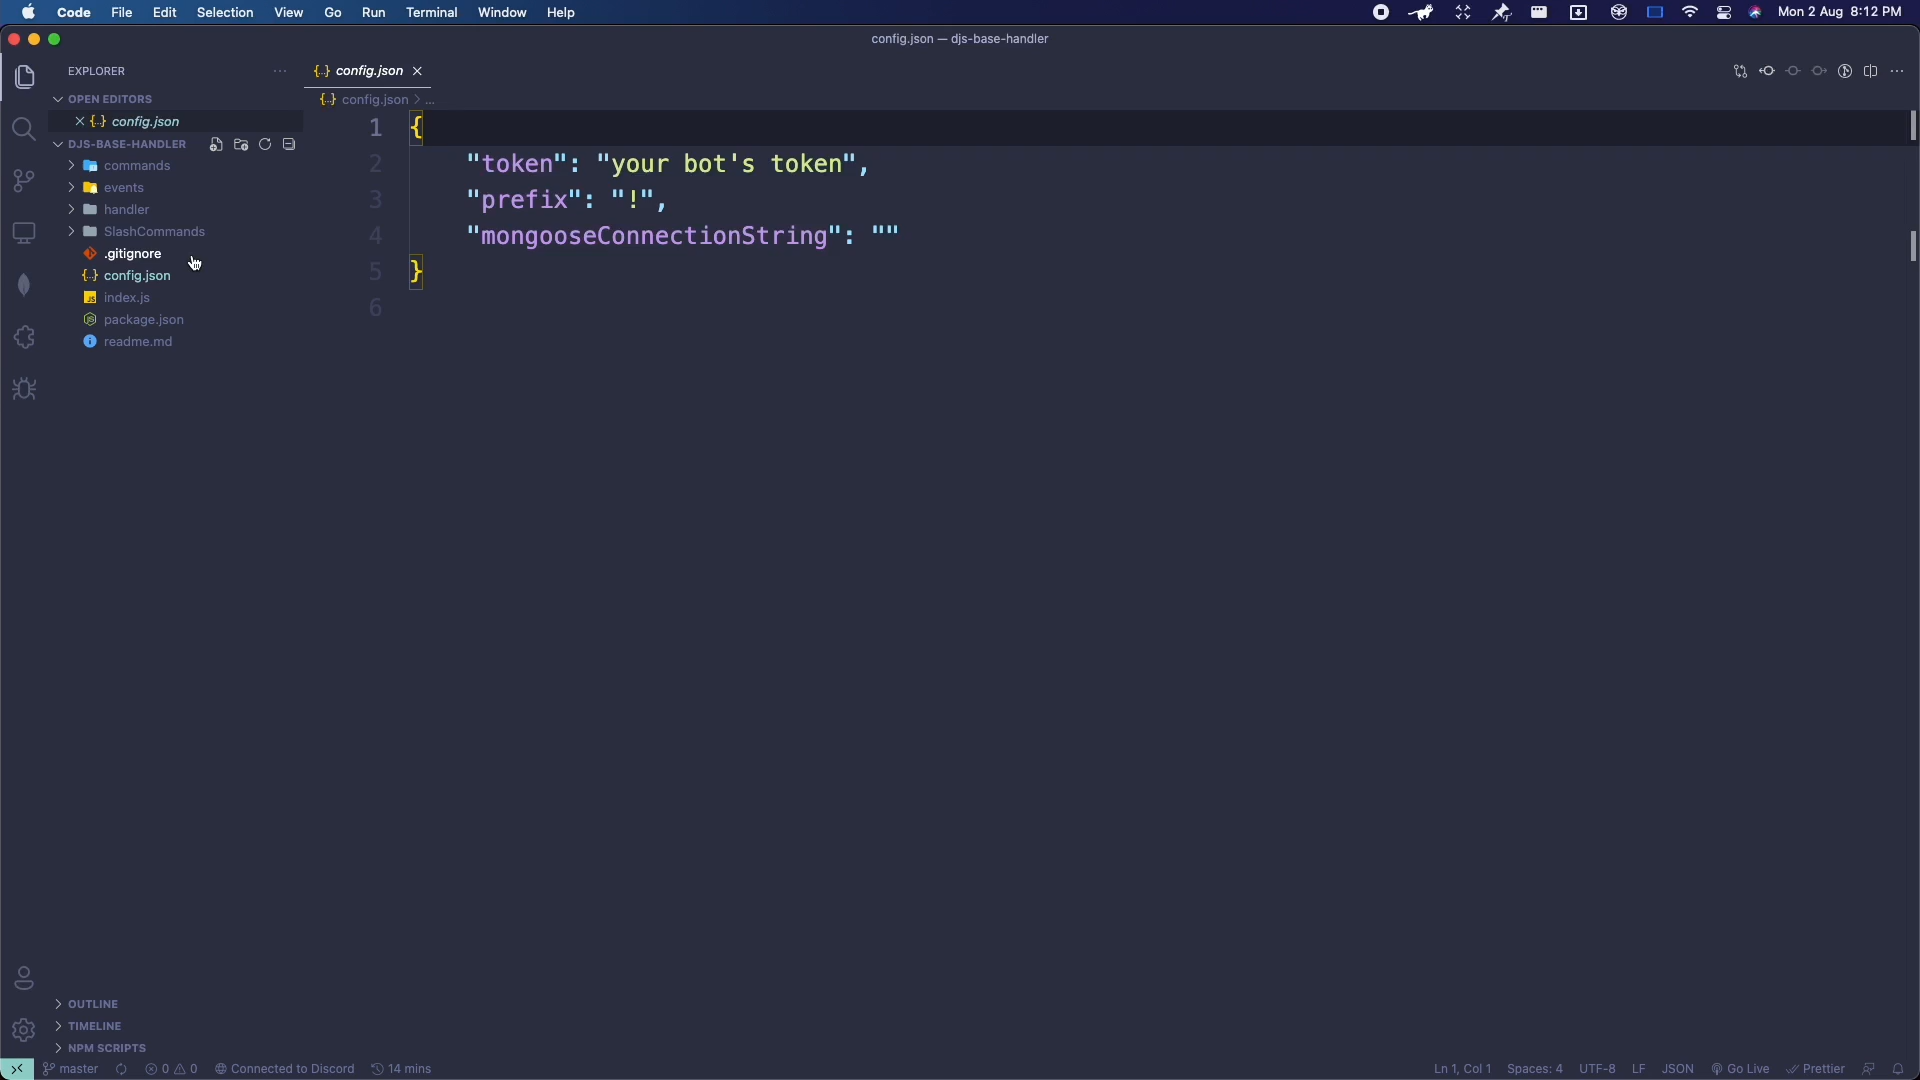 Code File Edit Selection View Go Run Terminal Window Help Mon 2 Aug 8:12 PM
config.json — djs-base-handler
EXPLORER
{..} config.json
OPEN EDITORS
{..} config.json > ...
{..} config.json
DJS-BASE-HANDLER
commands
events
handler
SlashCommands
.gitignore
{..} config.json
JS index.js
package.json
readme.md
1 {
2 "token": "your bot's token",
3 "prefix": "!",
4 "mongooseConnectionString": ""
5 }
6
OUTLINE
TIMELINE
NPM SCRIPTS
master 0 0 Connected to Discord 14 mins Ln 1, Col 1 Spaces: 4 UTF-8 LF JSON Go Live Prettier